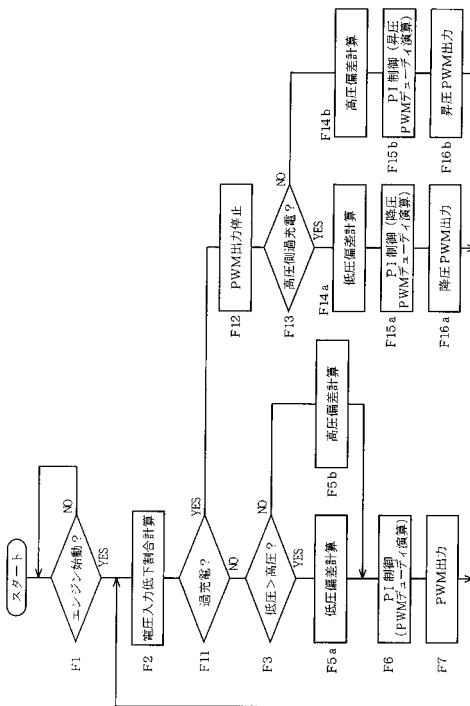 スタート
エンジン始動?
NO
YES
F1
電圧入力低下割合計算
F2
過充電?
YES
NO
F11
低圧>高圧?
NO
YES
F3
低圧偏差計算
F5a
高圧偏差計算
F5b
PI制御
(PWMデューディ演算)
F6
PWM出力
F7
PWM出力停止
F12
高圧側過充電?
NO
YES
F13
低圧偏差計算
F14a
PI制御(降圧
PWMデューディ演算)
F15a
降圧PWM出力
F16a
高圧偏差計算
F14b
PI制御(昇圧
PWMデューディ演算)
F15b
昇圧PWM出力
F16b